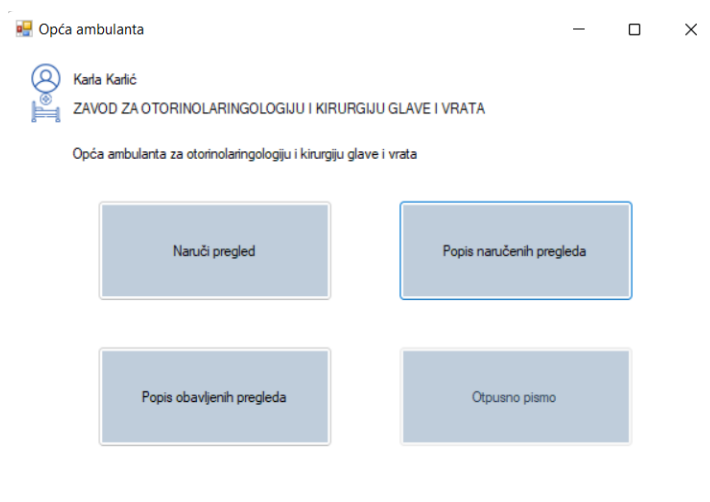 Opća ambulanta
Karla Karlić
ZAVOD ZA OTORINOLARINGOLOGIJU I KIRURGIJU GLAVE I VRATA
Opća ambulanta za otorinolaringologiju i kirurgiju glave i vrata
Naruči pregled
Popis naručenih pregleda
Popis obavljenih pregleda
Otpusno pismo